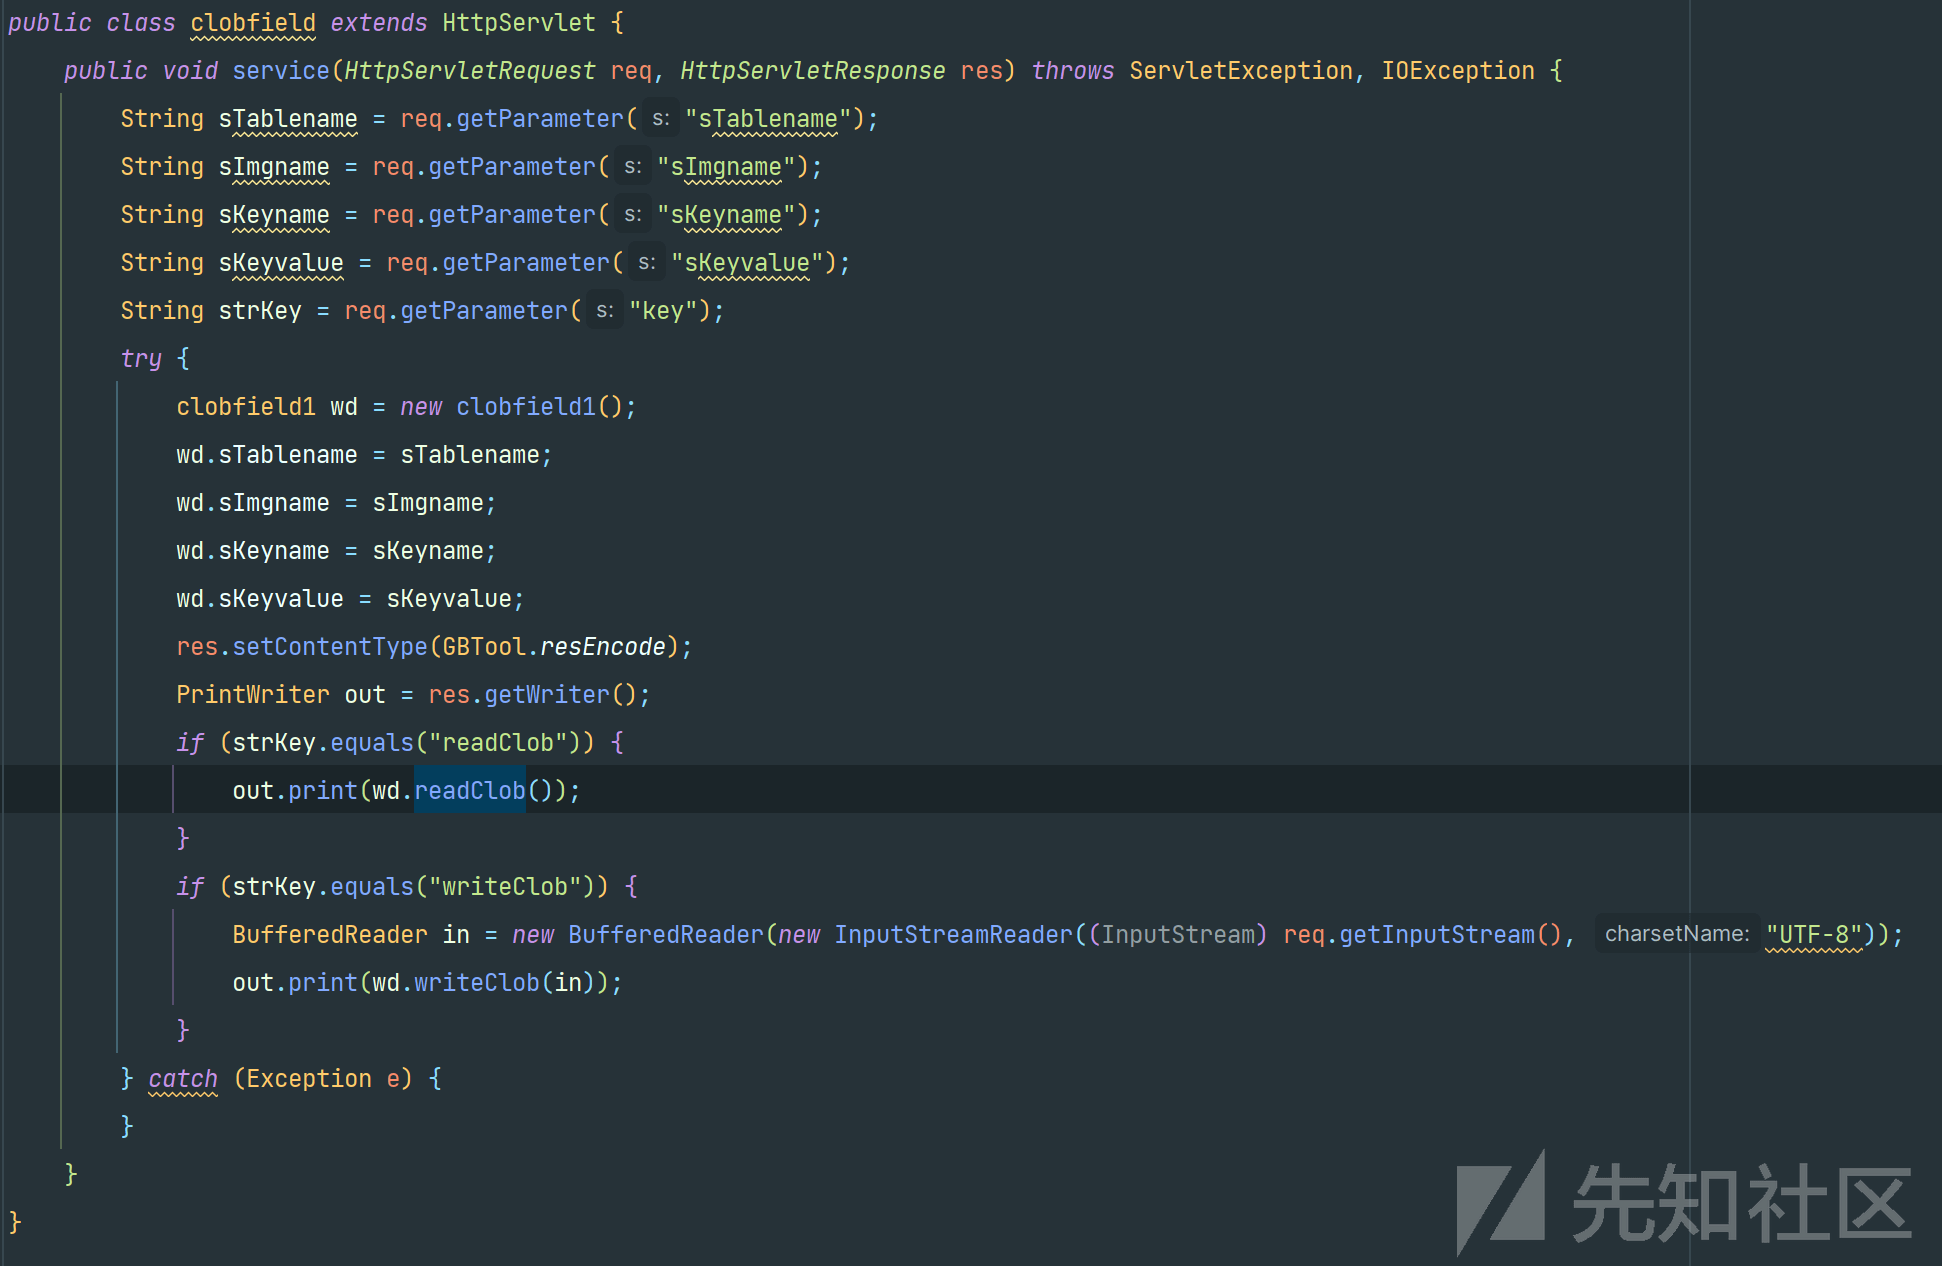 public class clobfield extends HttpServlet {
public void service(HttpServletRequest req, HttpServletResponse res) throws ServletException, IOException {
String sTablename = req.getParameter( s: "sTablename");
String sImgname = req.getParameter( s: "sImgname");
String sKeyname = req.getParameter( s: "sKeyname");
String sKeyvalue = req.getParameter( s: "sKeyvalue");
String strKey = req.getParameter( s: "key");
try {
clobfield1 wd = new clobfield1();
wd.sTablename = sTablename;
wd.sImgname = sImgname;
wd.sKeyname = sKeyname;
wd.sKeyvalue = sKeyvalue;
res.setContentType(GBTool.resEncode);
PrintWriter out = res.getWriter();
if (strKey.equals("readClob")) {
out.print(wd.readClob());
}
if (strKey.equals("writeClob")) {
BufferedReader in = new BufferedReader(new InputStreamReader((InputStream) req.getInputStream(), charsetName: "UTF-8"));
out.print(wd.writeClob(in));
}
} catch (Exception e) {
}
}
}
先知社区